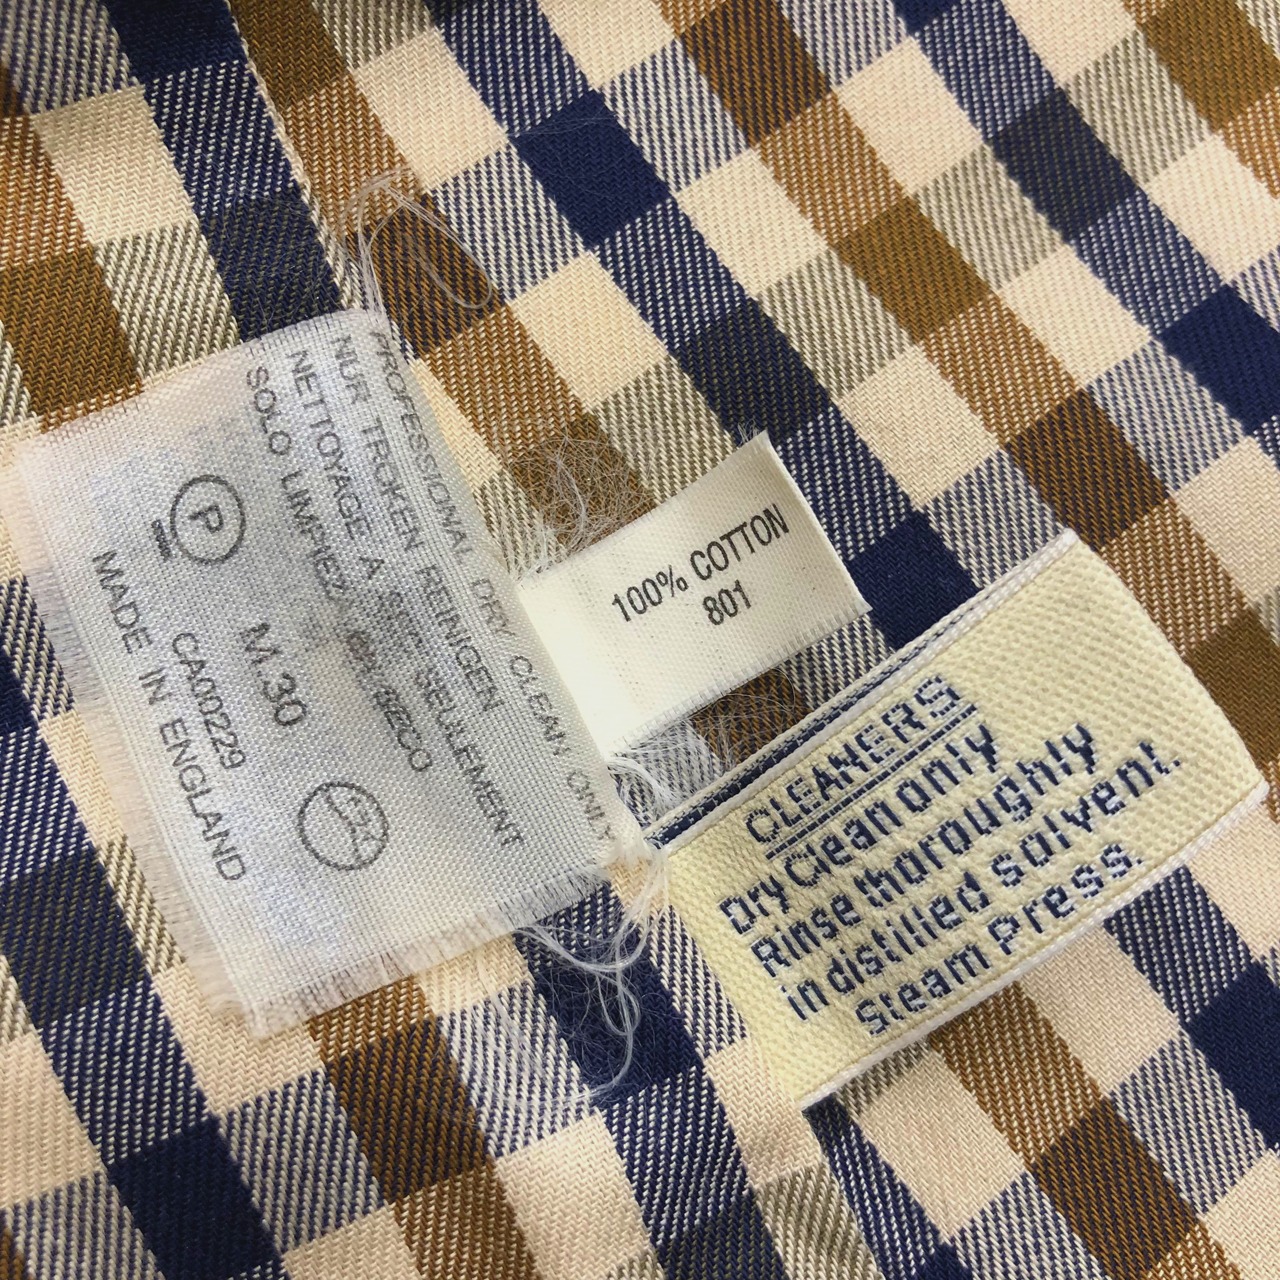 PROFESSIONAL DRY CLEAN ONLY
NUR TROKEN REINIGEN
NETTOYAGE A SEC SEULEMENT
SOLO LIMPIEZA EN SECO
P
M.30
CA00229
MADE IN ENGLAND
100% COTTON
801
CLEANERS
Dry Clean only
Rinse thoroughly
in distilled solvent.
Steam Press.